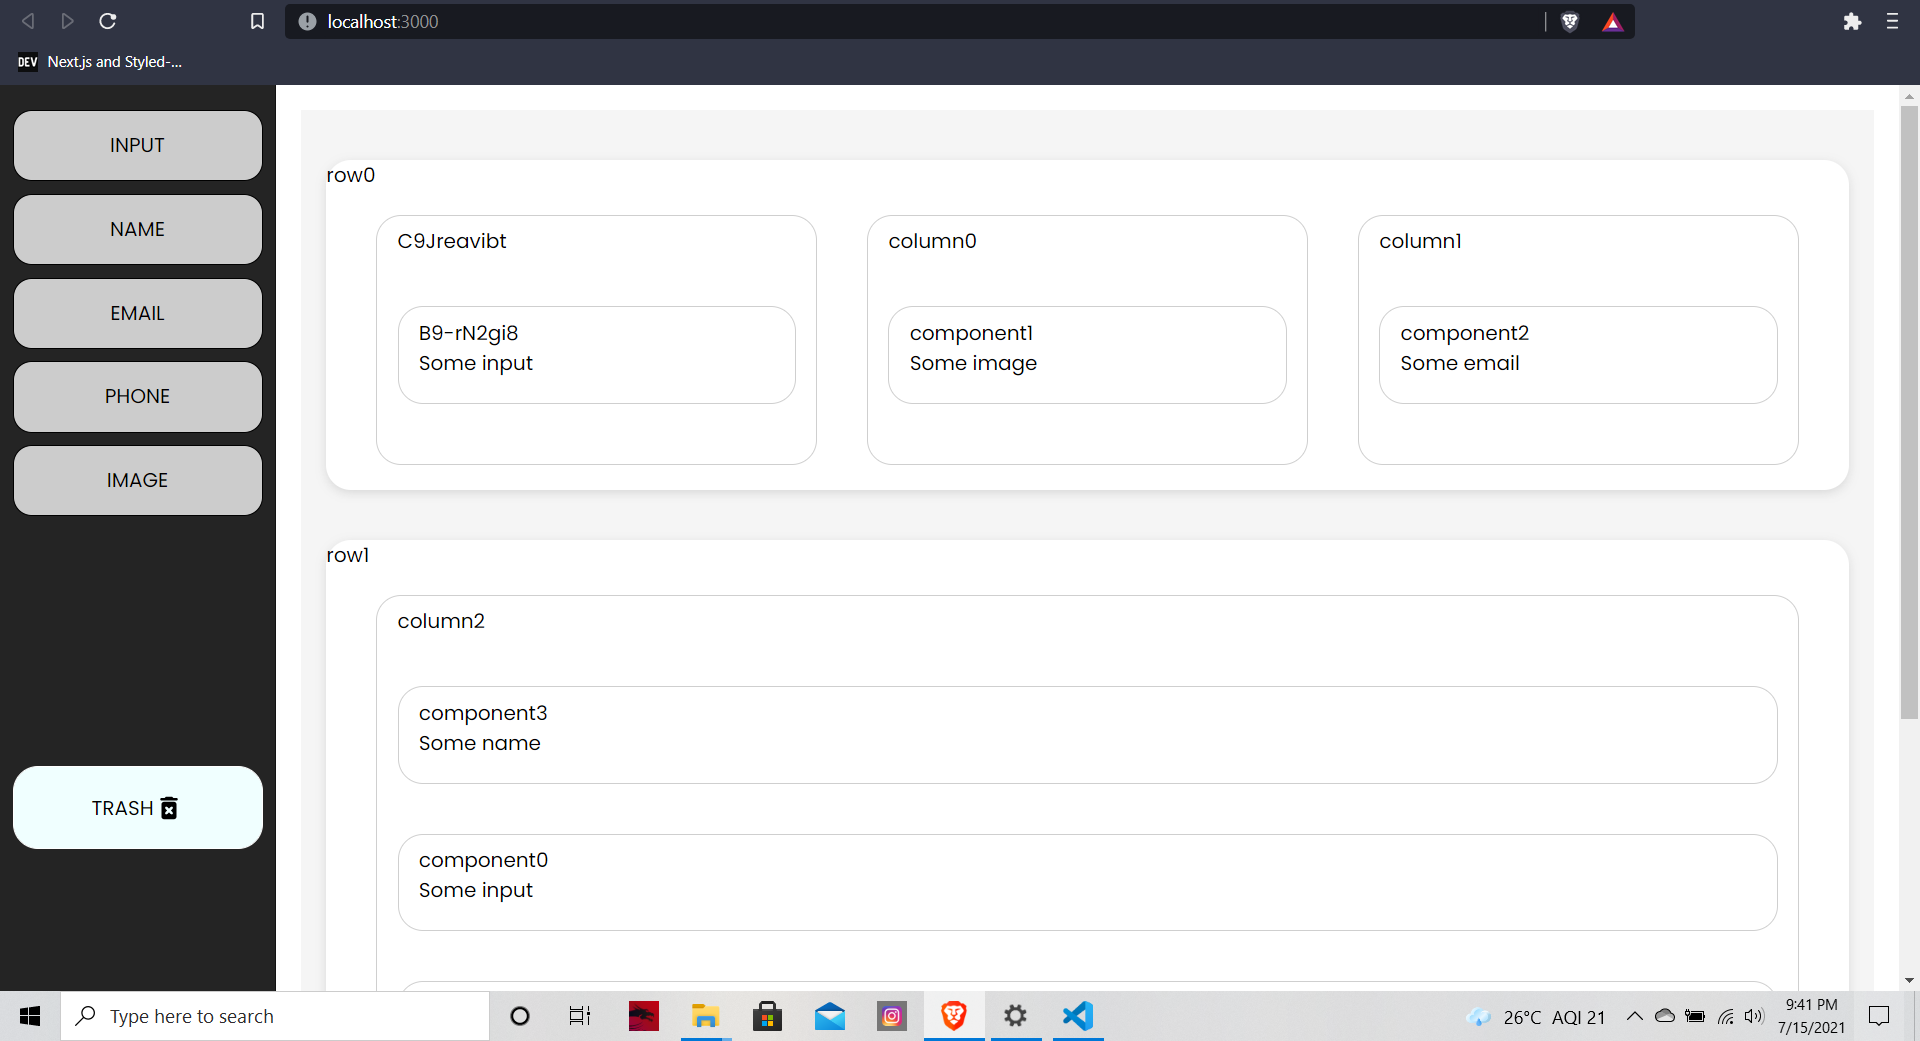 localhost:3000
DEV Next.js and Styled-...
INPUT
NAME
EMAIL
PHONE
IMAGE
TRASH
row0
C9Jreavibt
B9-rN2gi8
Some input
column0
component1
Some image
column1
component2
Some email
row1
column2
component3
Some name
component0
Some input
Type here to search
26°C AQI 21
9:41 PM
7/15/2021